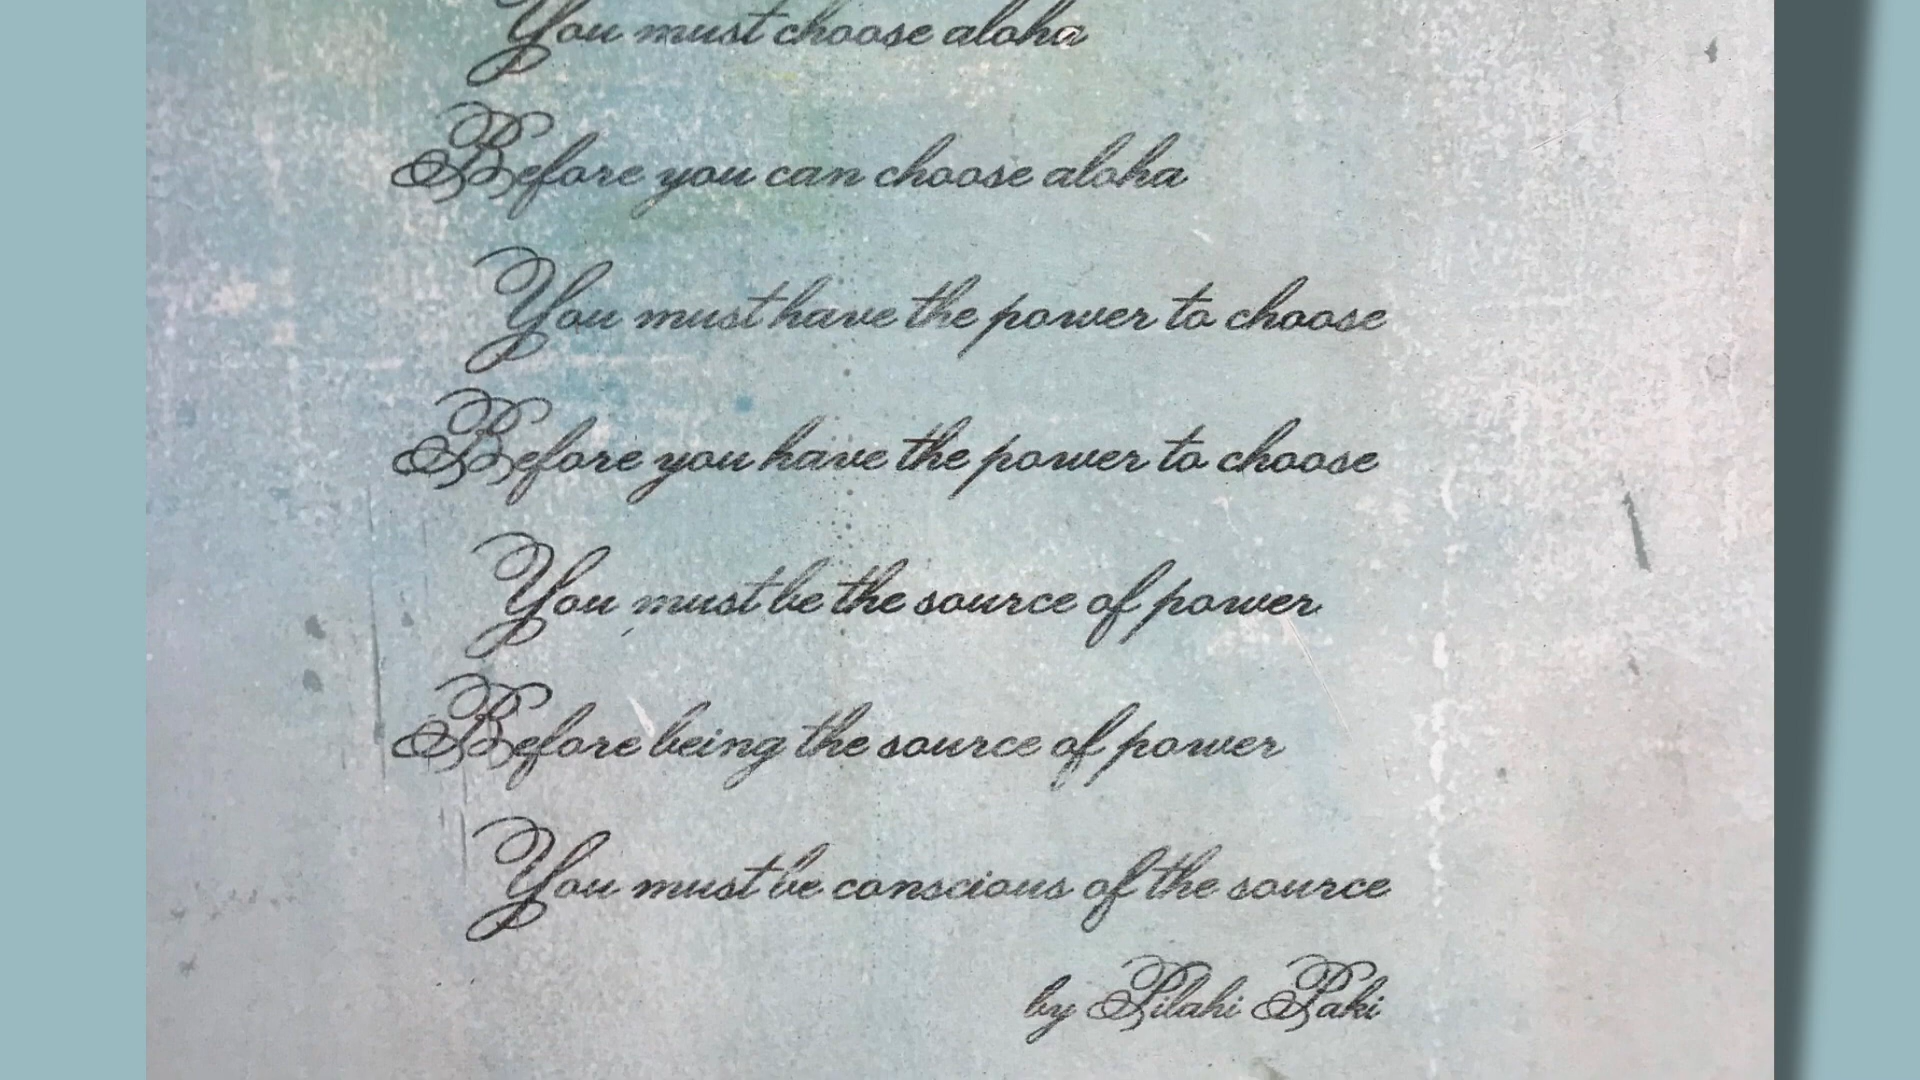 You must choose aloha
Before you can choose aloha
You must have the power to choose
Before you have the power to choose
You must be the source of power
Before being the source of power
You must be conscious of the source
by Pilahi Paki